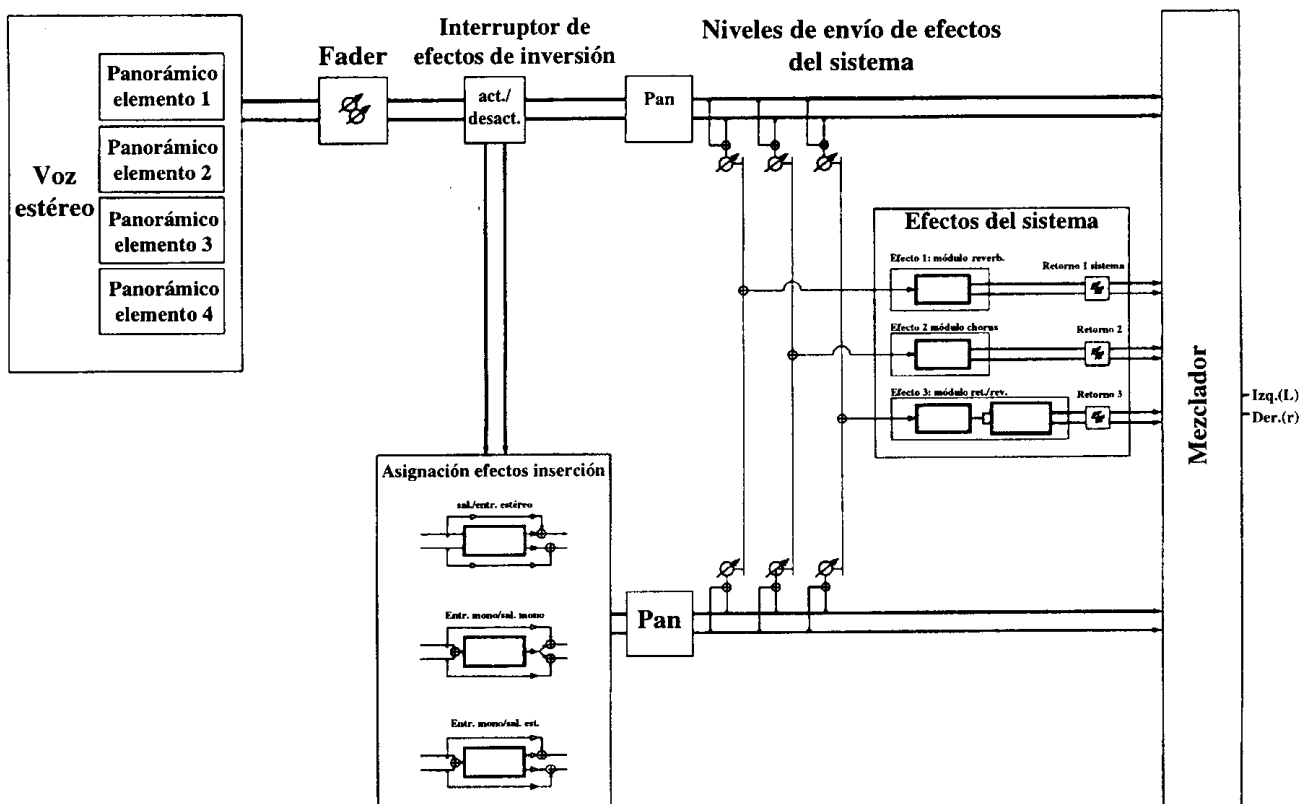 Voz
estéreo
Panorámico
elemento 1
Panorámico
elemento 2
Panorámico
elemento 3
Panorámico
elemento 4
Fader
Interruptor de
efectos de inversión
act./
desact.
Pan
Niveles de envío de efectos
del sistema
Efectos del sistema
Efecto 1: módulo reverb.
Retorno 1 sistema
Efecto 2 módulo chorus
Retorno 2
Efecto 3: módulo ret./rev.
Retorno 3
Mezclador
Izq.(L)
Der.(r)
Asignación efectos inserción
sal./entr. estéreo
Entr. mono/sal. mono
Entr. mono/sal. est.
Pan